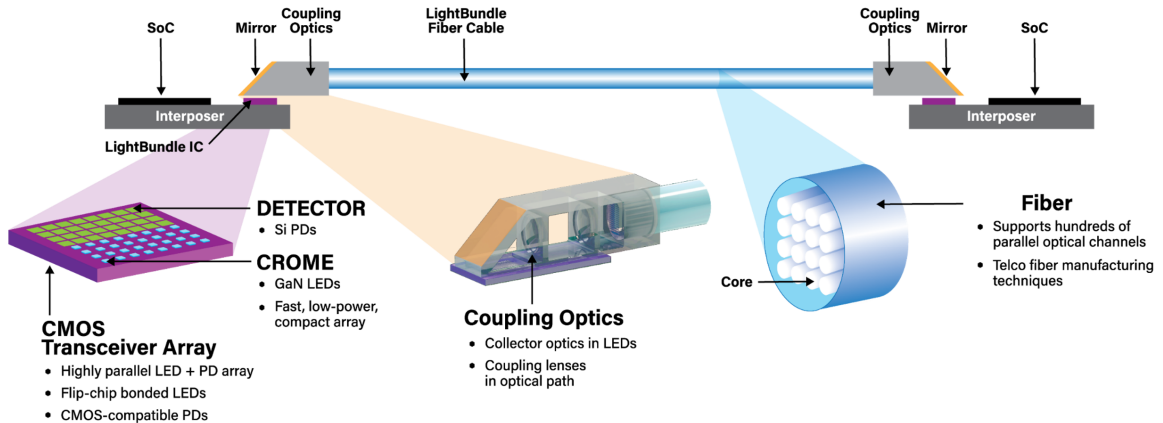 SoC
Mirror
Coupling
Optics
LightBundle
Fiber Cable
Coupling
Optics
Mirror
SoC
Interposer
Interposer
LightBundle IC
DETECTOR
• Si PDs
CROME
• GaN LEDs
• Fast, low-power,
compact array
CMOS
Transceiver Array
• Highly parallel LED + PD array
• Flip-chip bonded LEDs
• CMOS-compatible PDs
Coupling Optics
• Collector optics in LEDs
• Coupling lenses
in optical path
Core
Fiber
• Supports hundreds of
parallel optical channels
• Telco fiber manufacturing
techniques